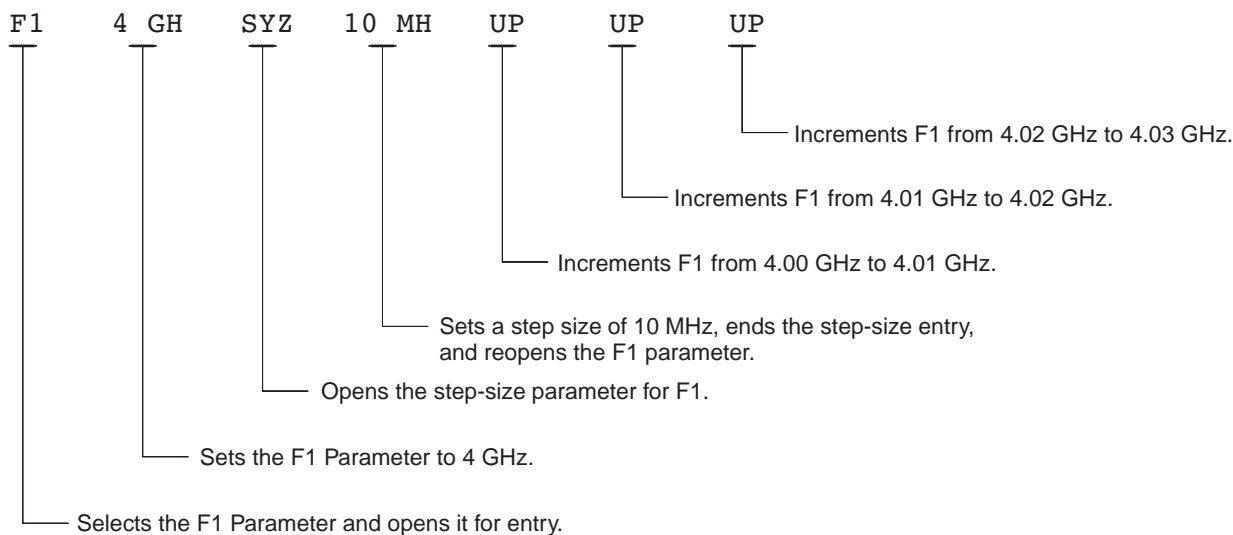 F1 4 GH SYZ 10 MH UP UP UP
Increments F1 from 4.02 GHz to 4.03 GHz.
Increments F1 from 4.01 GHz to 4.02 GHz.
Increments F1 from 4.00 GHz to 4.01 GHz.
Sets a step size of 10 MHz, ends the step-size entry,
and reopens the F1 parameter.
Opens the step-size parameter for F1.
Sets the F1 Parameter to 4 GHz.
Selects the F1 Parameter and opens it for entry.